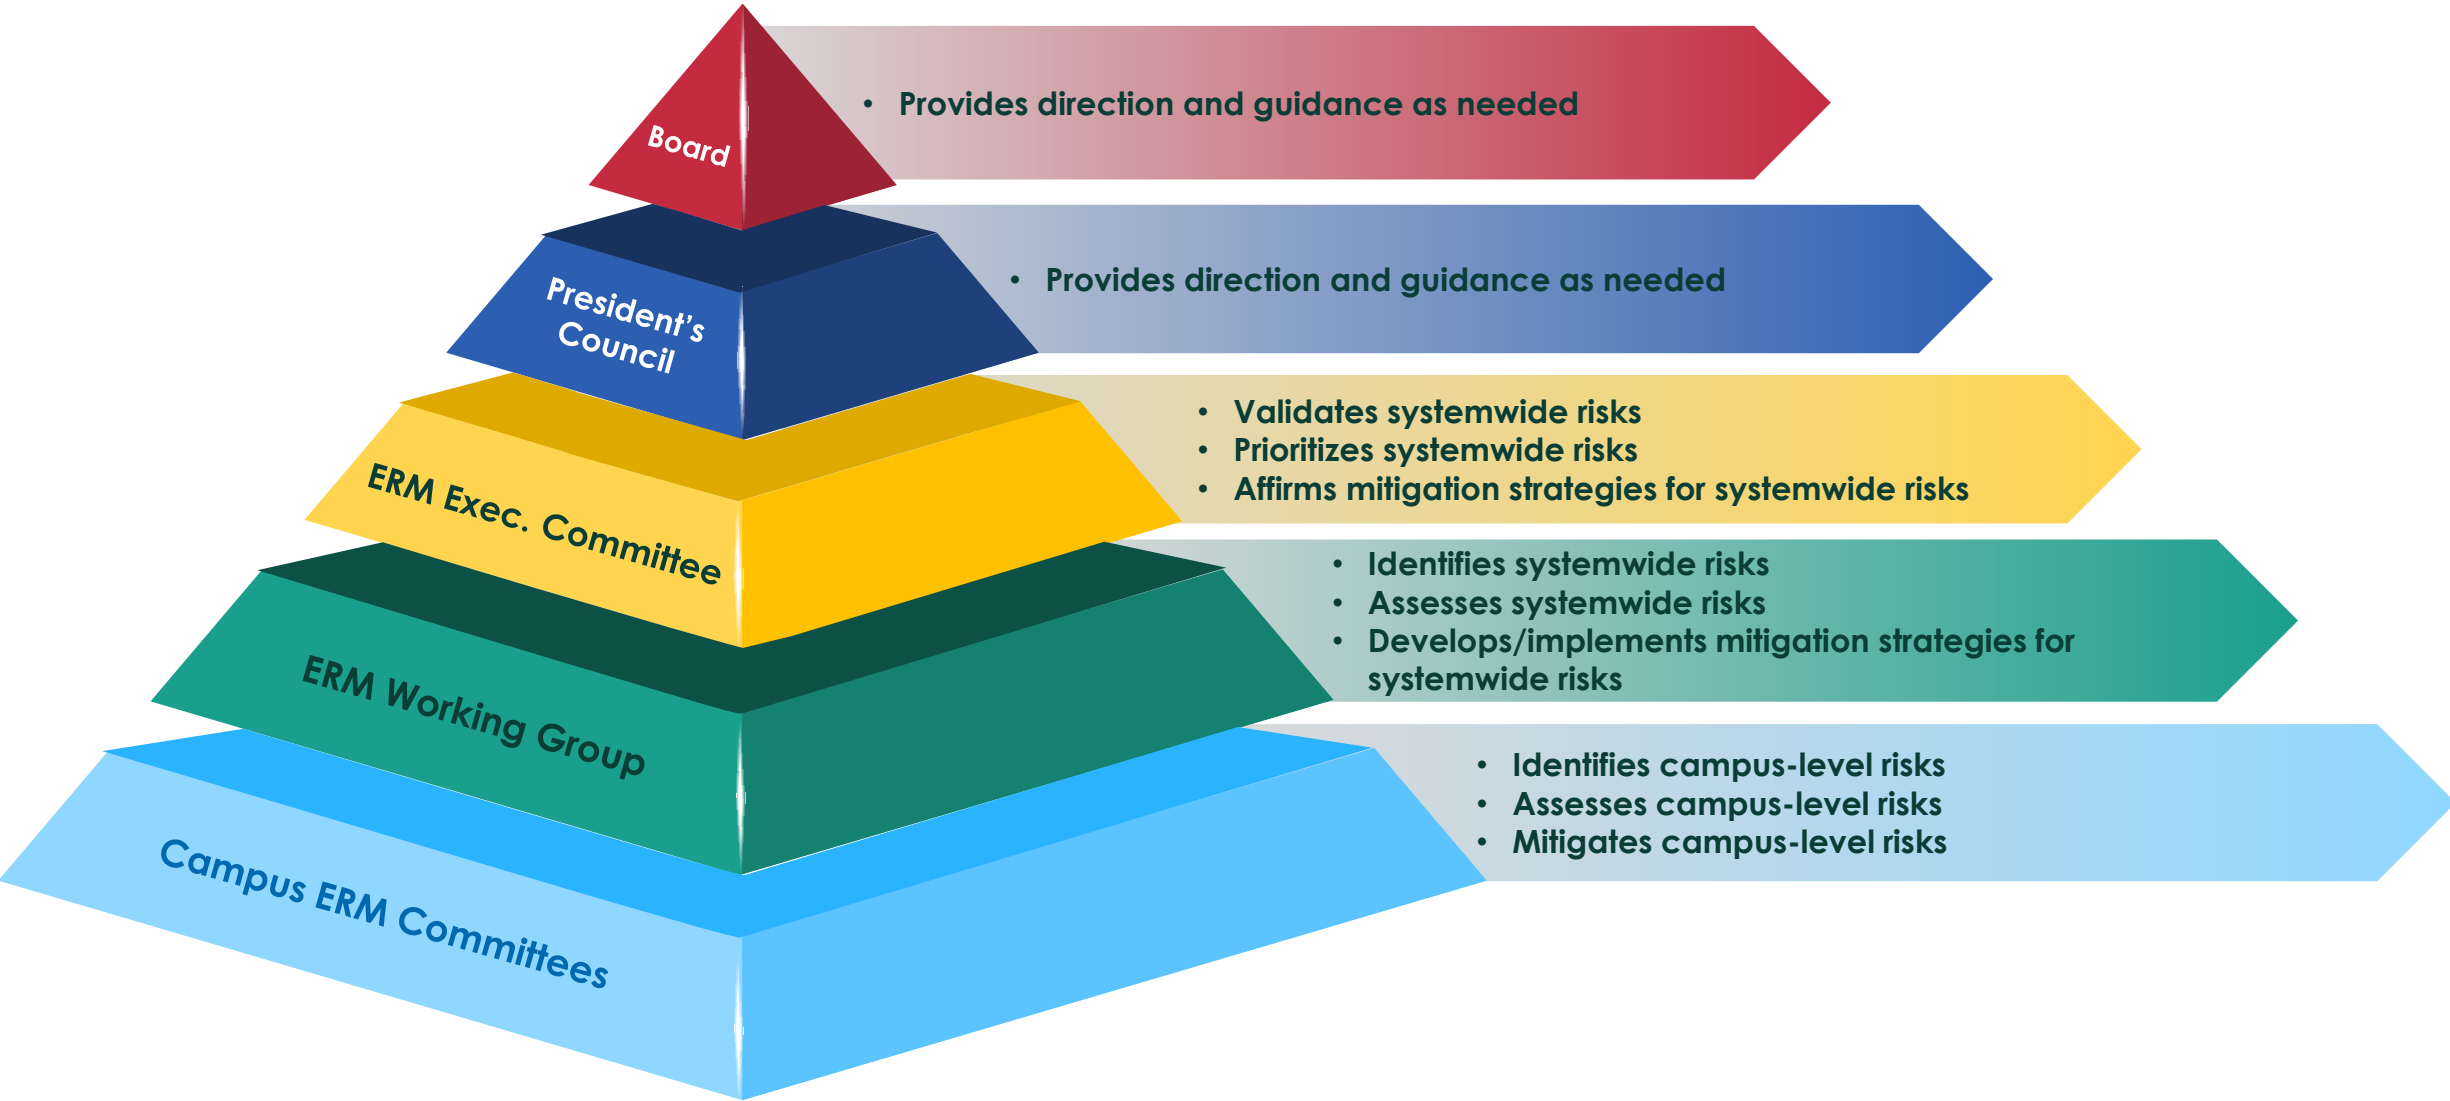 Board
• Provides direction and guidance as needed
President’s
Council
• Provides direction and guidance as needed
ERM Exec. Committee
• Validates systemwide risks
• Prioritizes systemwide risks
• Affirms mitigation strategies for systemwide risks
ERM Working Group
• Identifies systemwide risks
• Assesses systemwide risks
• Develops/implements mitigation strategies for
systemwide risks
Campus ERM Committees
• Identifies campus-level risks
• Assesses campus-level risks
• Mitigates campus-level risks